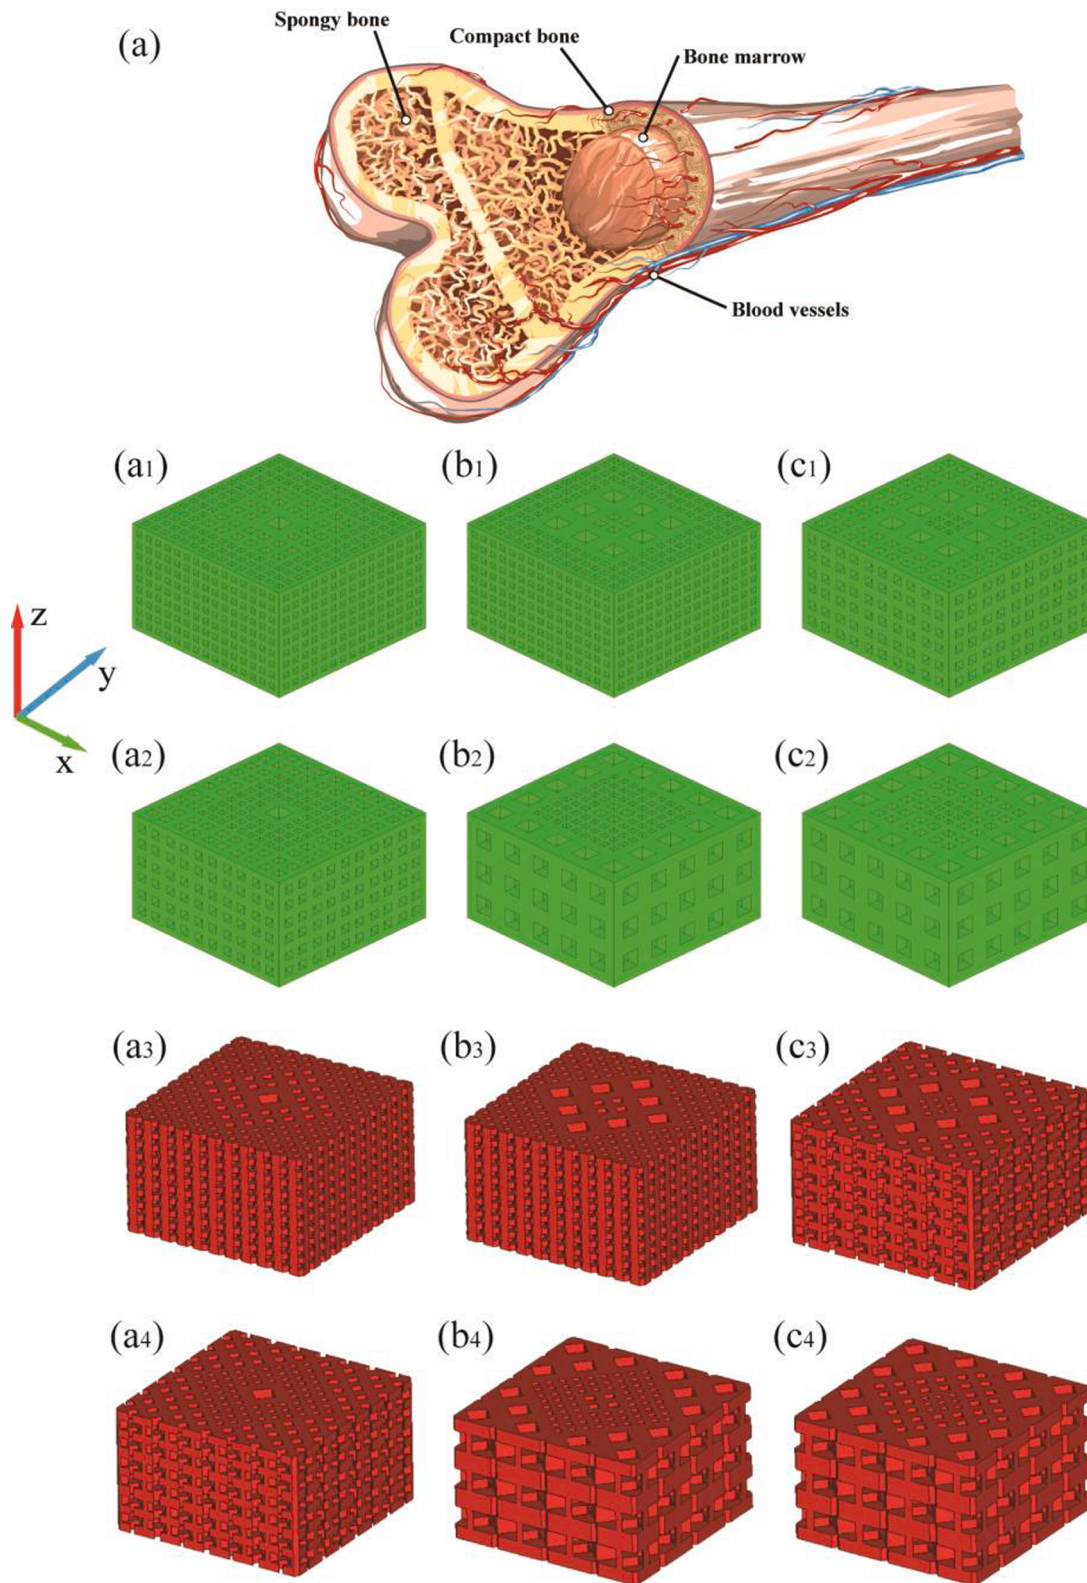 (a)
Spongy bone
Compact bone
Bone marrow
Blood vessels
(a1)
(b1)
(c1)
z
y
x
(a2)
(b2)
(c2)
(a3)
(b3)
(c3)
(a4)
(b4)
(c4)